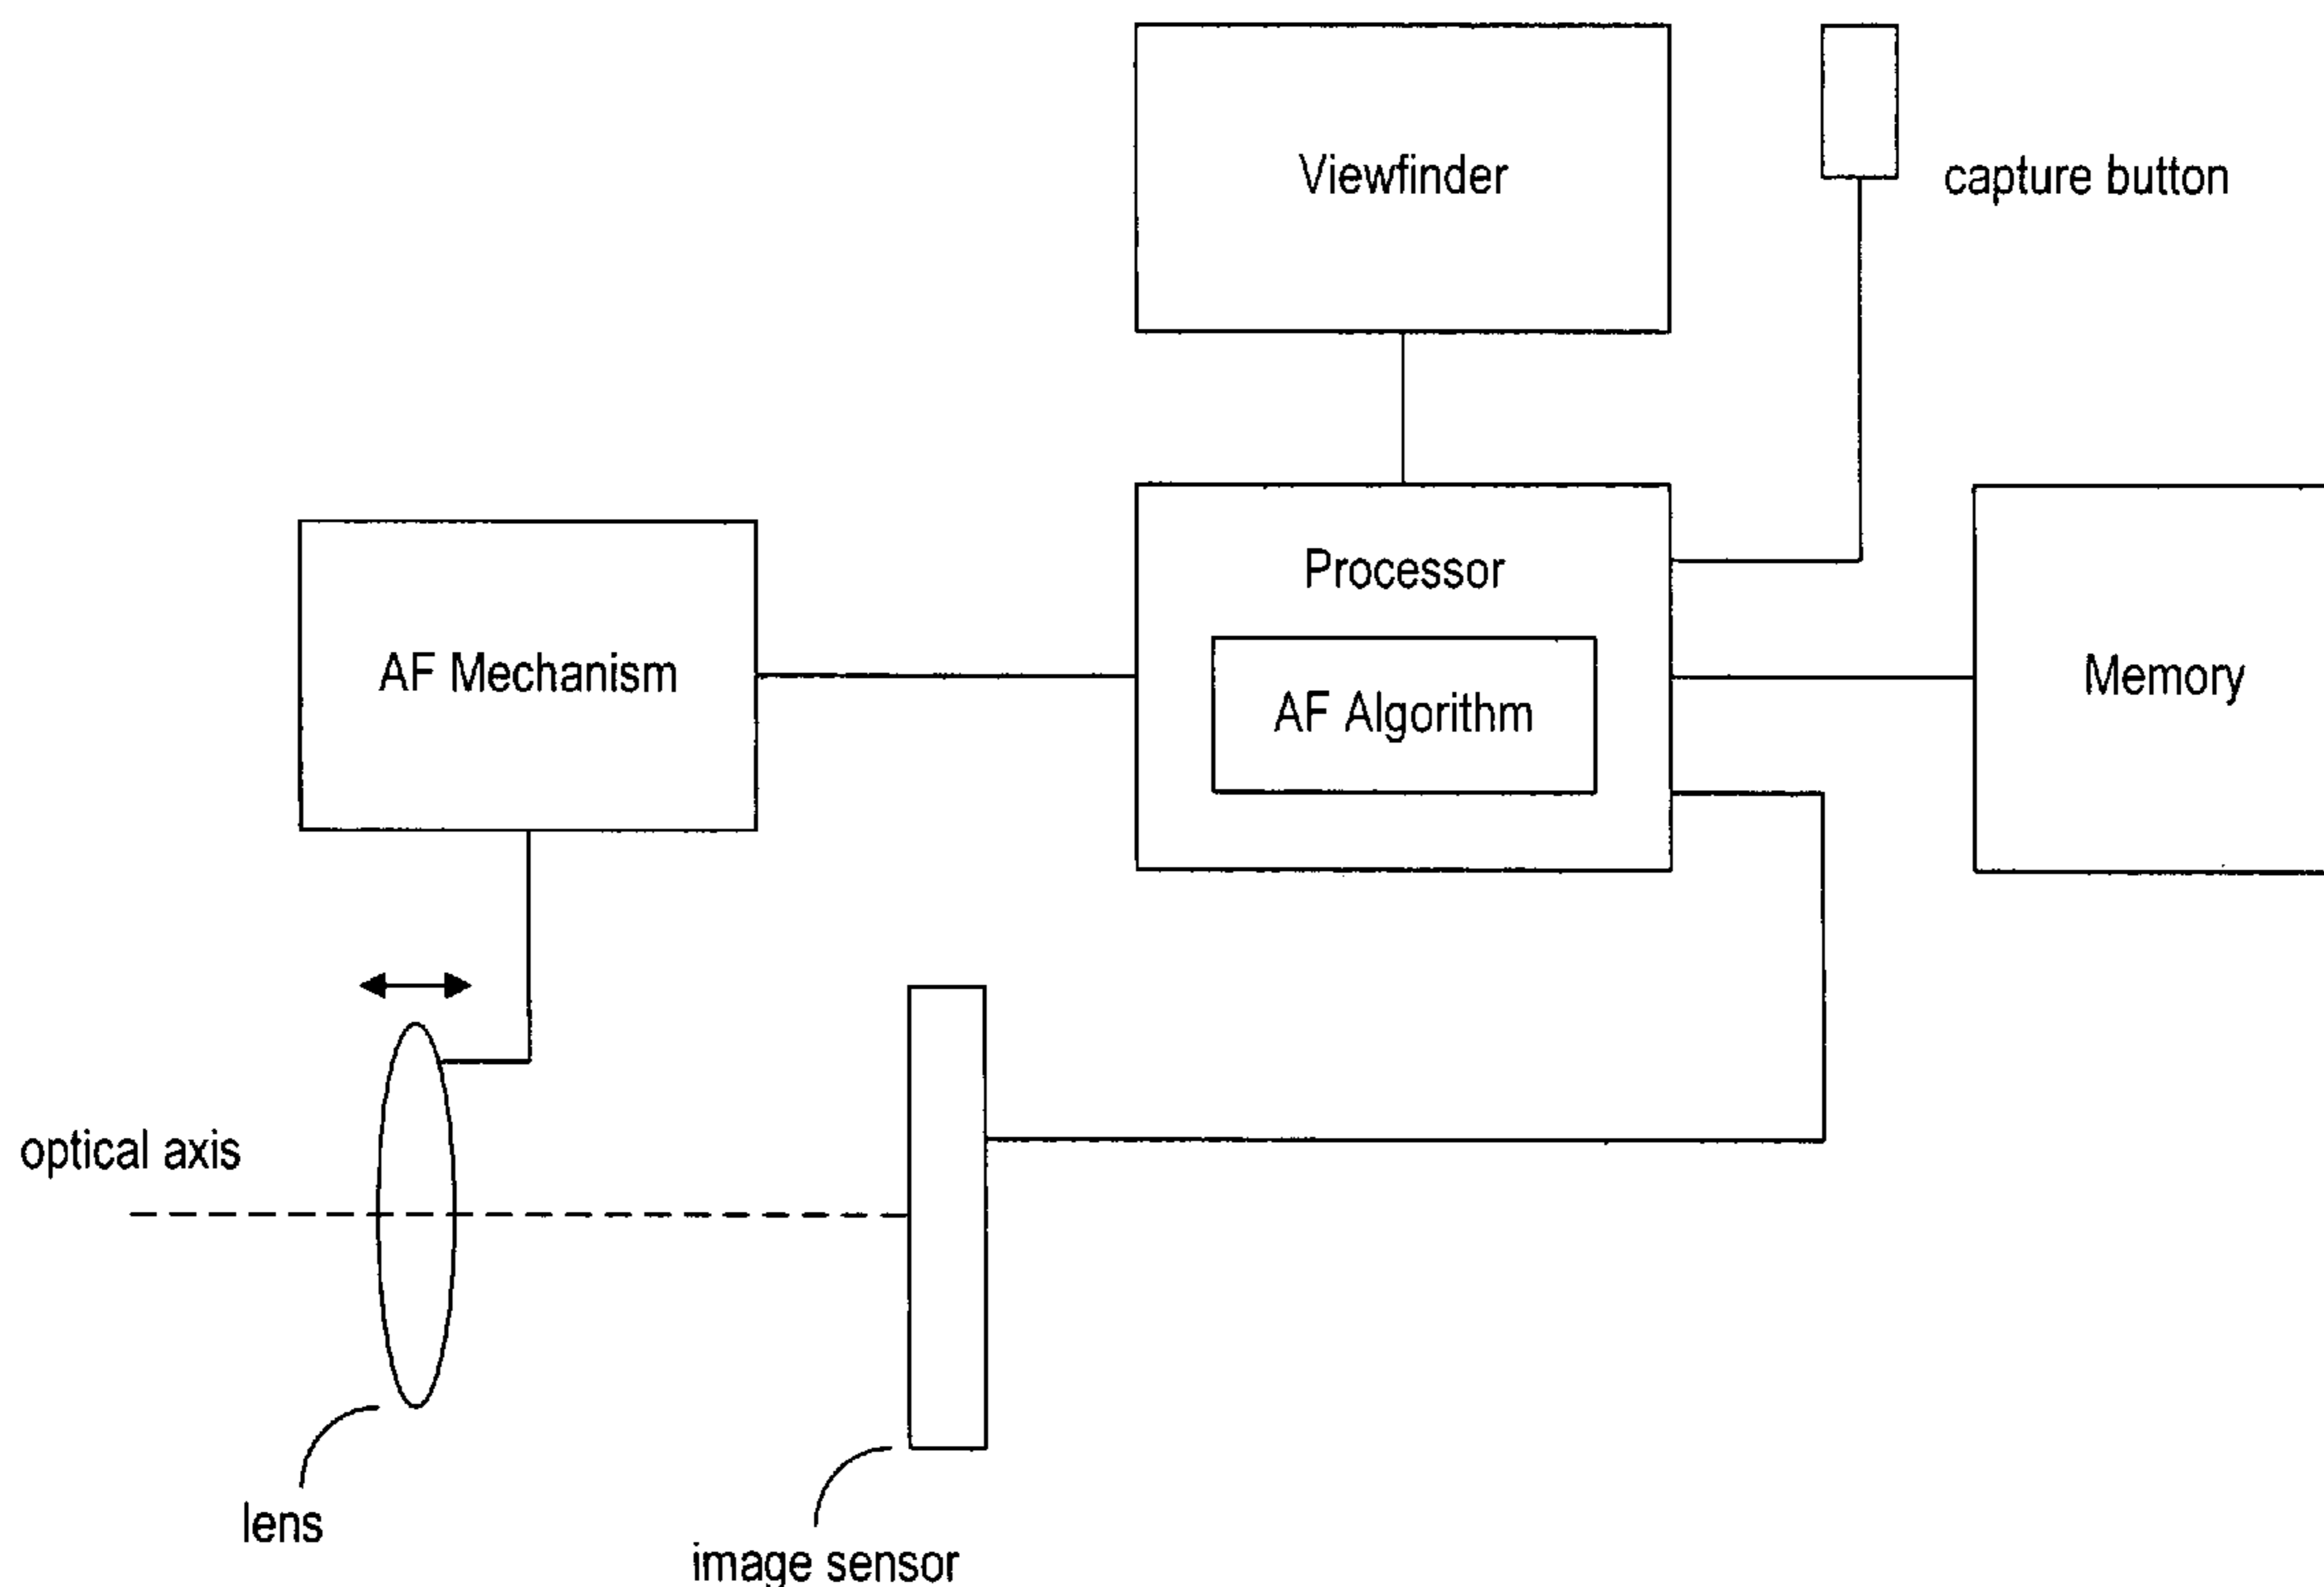 Viewfinder
capture button
Processor
AF Mechanism
AF Algorithm
Memory
optical axis
lens
image sensor